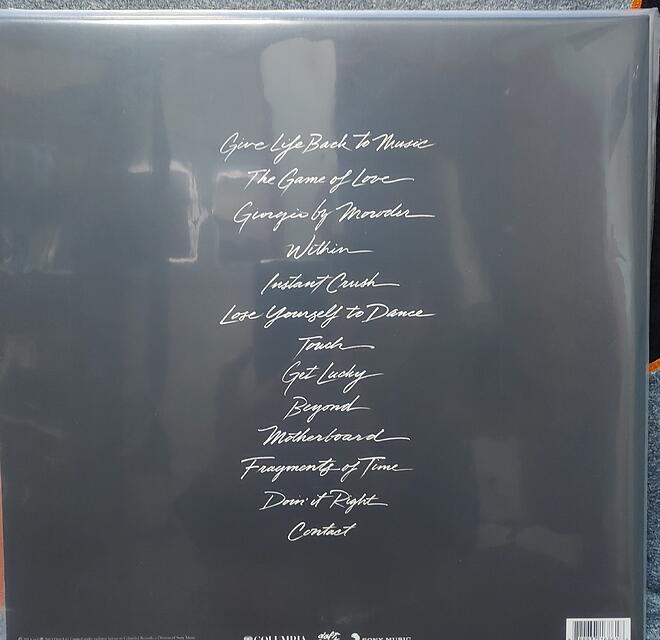 Give Life Back to Music
The Game of Love
Giorgio by Moroder
Within
Instant Crush
Lose Yourself to Dance
Touch
Get Lucky
Beyond
Motherboard
Fragments of Time
Doin' it Right
Contact
COLUMBIA daft SONY MUSIC